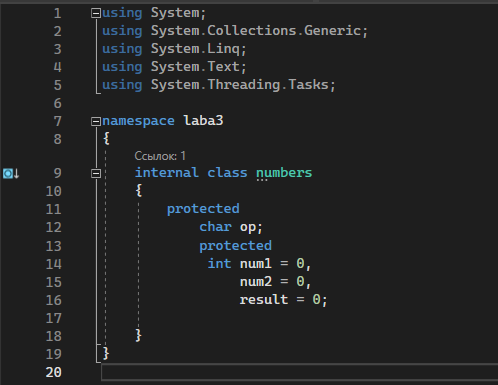 1 using System;
2 using System.Collections.Generic;
3 using System.Linq;
4 using System.Text;
5 using System.Threading.Tasks;
6
7 namespace laba3
8 {
Ссылок: 1
9 internal class numbers
10 {
11 protected
12 char op;
13 protected
14 int num1 = 0,
15 num2 = 0,
16 result = 0;
17
18 }
19 }
20